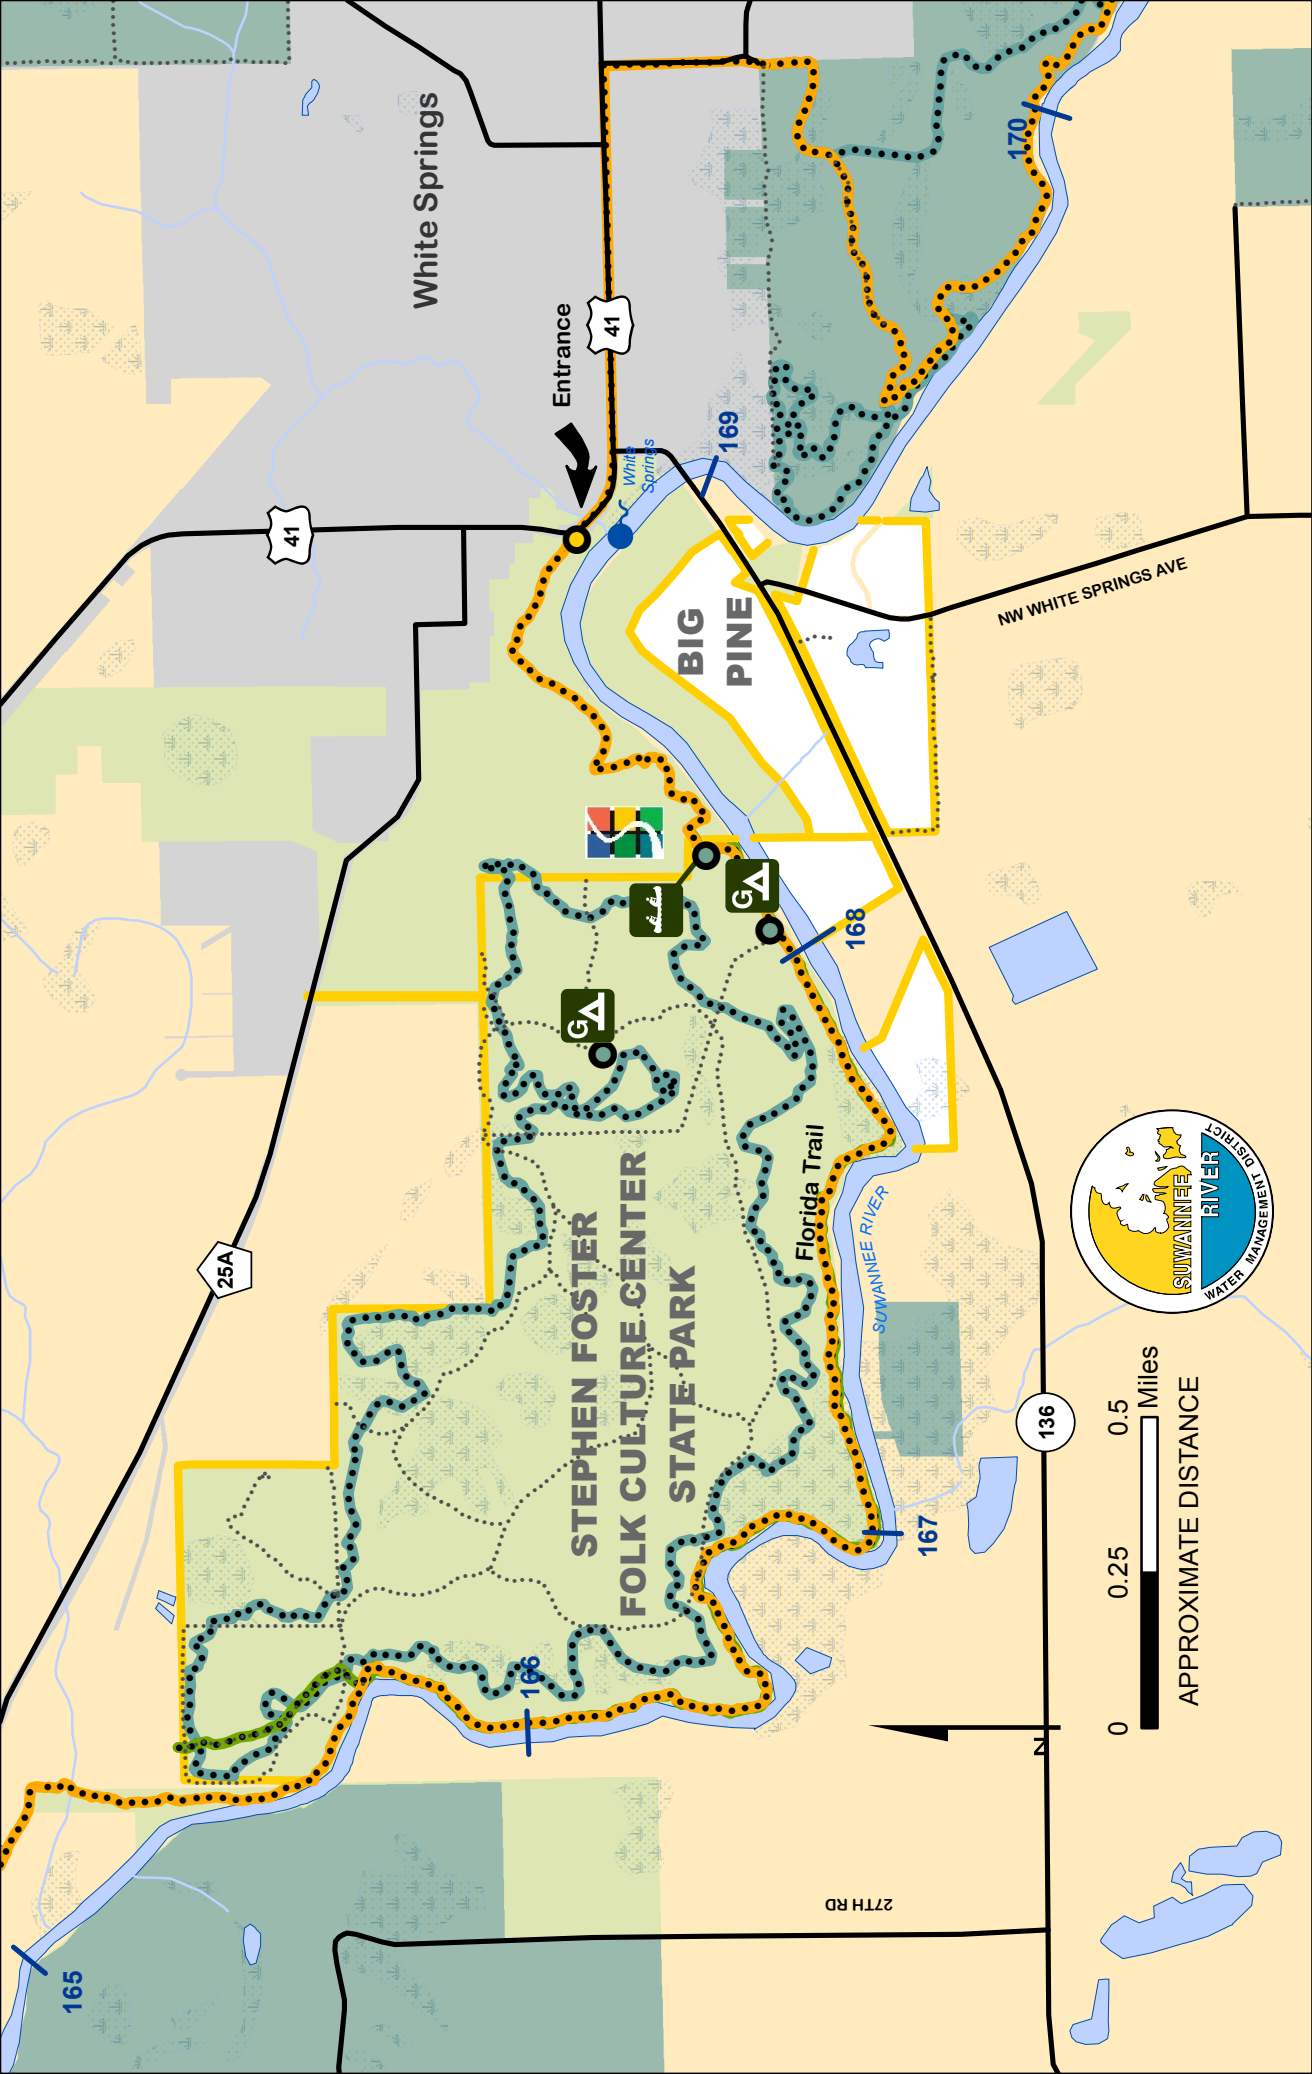 White Springs
41
Entrance
41
White
Springs
169
170
BIG
PINE
NW WHITE SPRINGS AVE
G
G
168
25A
STEPHEN FOSTER
FOLK CULTURE CENTER
STATE PARK
Florida Trail
SUWANNEE RIVER
167
166
165
136
27TH RD
N
SUWANNEE
RIVER
WATER MANAGEMENT DISTRICT
0 0.25 0.5 Miles
APPROXIMATE DISTANCE